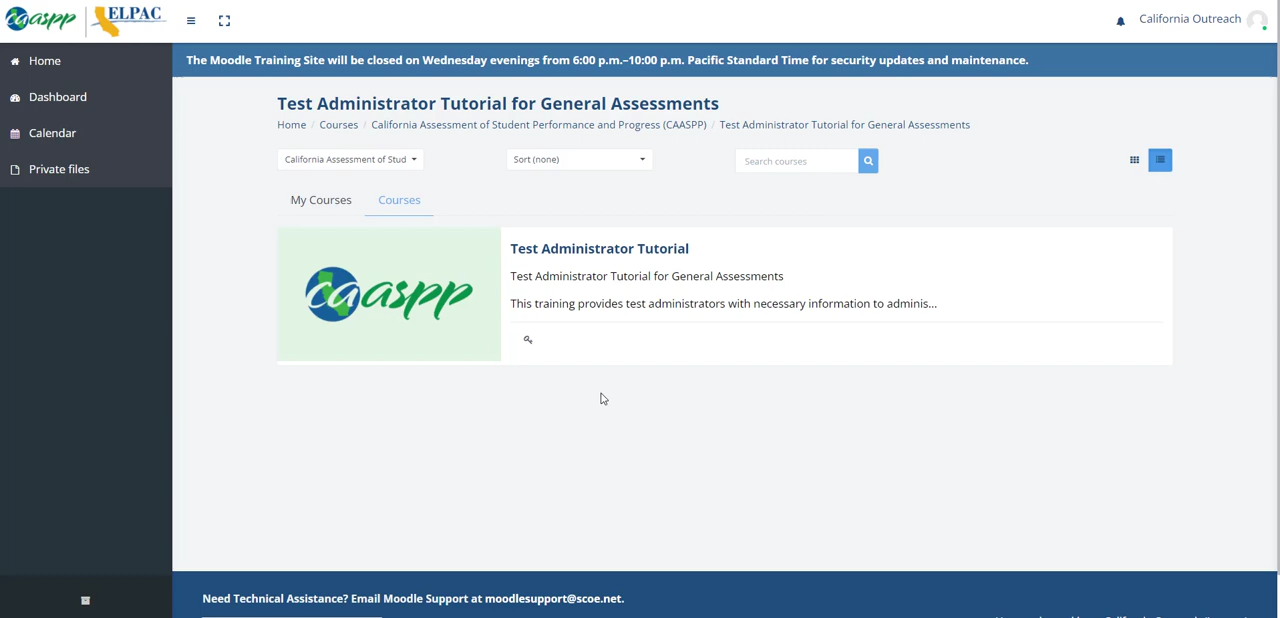 caaspp
ELPAC
California Outreach
Home
Dashboard
Calendar
Private files
The Moodle Training Site will be closed on Wednesday evenings from 6:00 p.m.–10:00 p.m. Pacific Standard Time for security updates and maintenance.
Test Administrator Tutorial for General Assessments
Home / Courses / California Assessment of Student Performance and Progress (CAASPP) / Test Administrator Tutorial for General Assessments
California Assessment of Stud
Sort (none)
Search courses
My Courses
Courses
caaspp
Test Administrator Tutorial
Test Administrator Tutorial for General Assessments
This training provides test administrators with necessary information to adminis...
Need Technical Assistance? Email Moodle Support at moodlesupport@scoe.net.